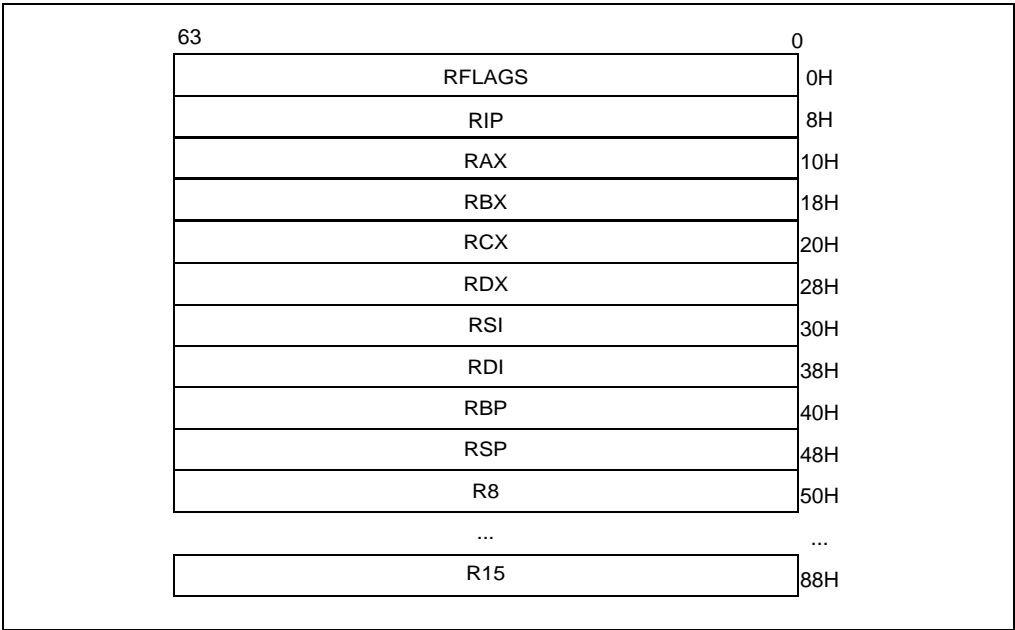 63 0
RFLAGS 0H
RIP 8H
RAX 10H
RBX 18H
RCX 20H
RDX 28H
RSI 30H
RDI 38H
RBP 40H
RSP 48H
R8 50H
... ...
R15 88H